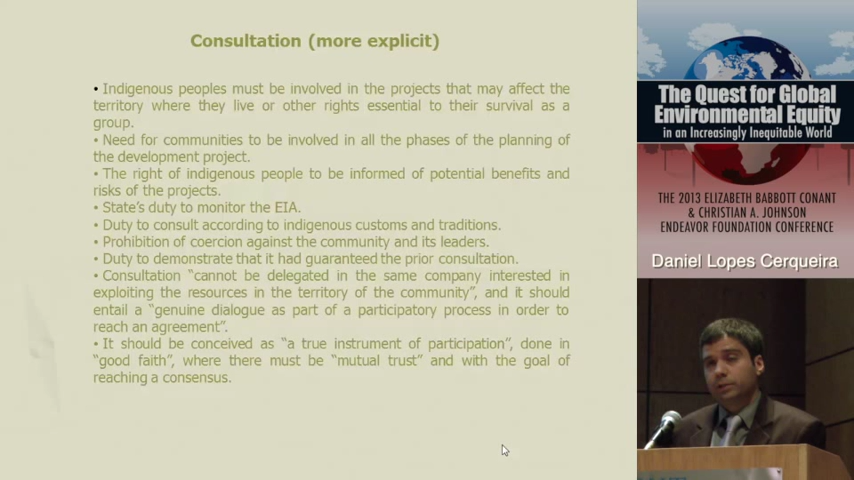 Consultation (more explicit)
• Indigenous peoples must be involved in the projects that may affect the
territory where they live or other rights essential to their survival as a
group.
• Need for communities to be involved in all the phases of the planning of
the development project.
• The right of indigenous people to be informed of potential benefits and
risks of the projects.
• State's duty to monitor the EIA.
• Duty to consult according to indigenous customs and traditions.
• Prohibition of coercion against the community and its leaders.
• Duty to demonstrate that it had guaranteed the prior consultation.
• Consultation "cannot be delegated in the same company interested in
exploiting the resources in the territory of the community", and it should
entail a "genuine dialogue as part of a participatory process in order to
reach an agreement".
• It should be conceived as "a true instrument of participation", done in
"good faith", where there must be "mutual trust" and with the goal of
reaching a consensus.
The Quest for Global
Environmental Equity
in an Increasingly Inequitable World
THE 2013 ELIZABETH BABBOTT CONANT
& CHRISTIAN A. JOHNSON
ENDEAVOR FOUNDATION CONFERENCE
Daniel Lopes Cerqueira